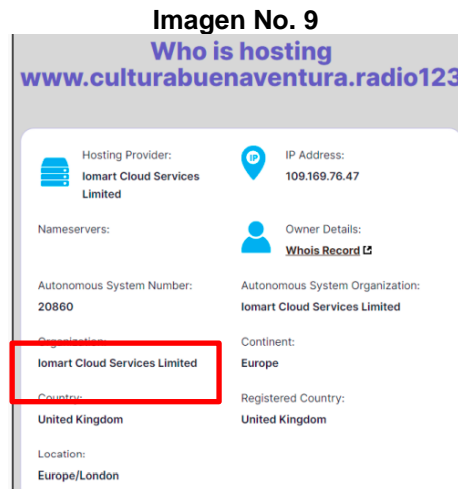 Imagen No. 9
Who is hosting
www.culturabuenaventura.radio123
Hosting Provider:
Iomart Cloud Services
Limited
IP
IP Address:
109.169.76.47
Nameservers:
Owner Details:
Whois Record
Autonomous System Number:
20860
Autonomous System Organization:
Iomart Cloud Services Limited
Organization:
Iomart Cloud Services Limited
Continent:
Europe
Country:
United Kingdom
Registered Country:
United Kingdom
Location:
Europe/London